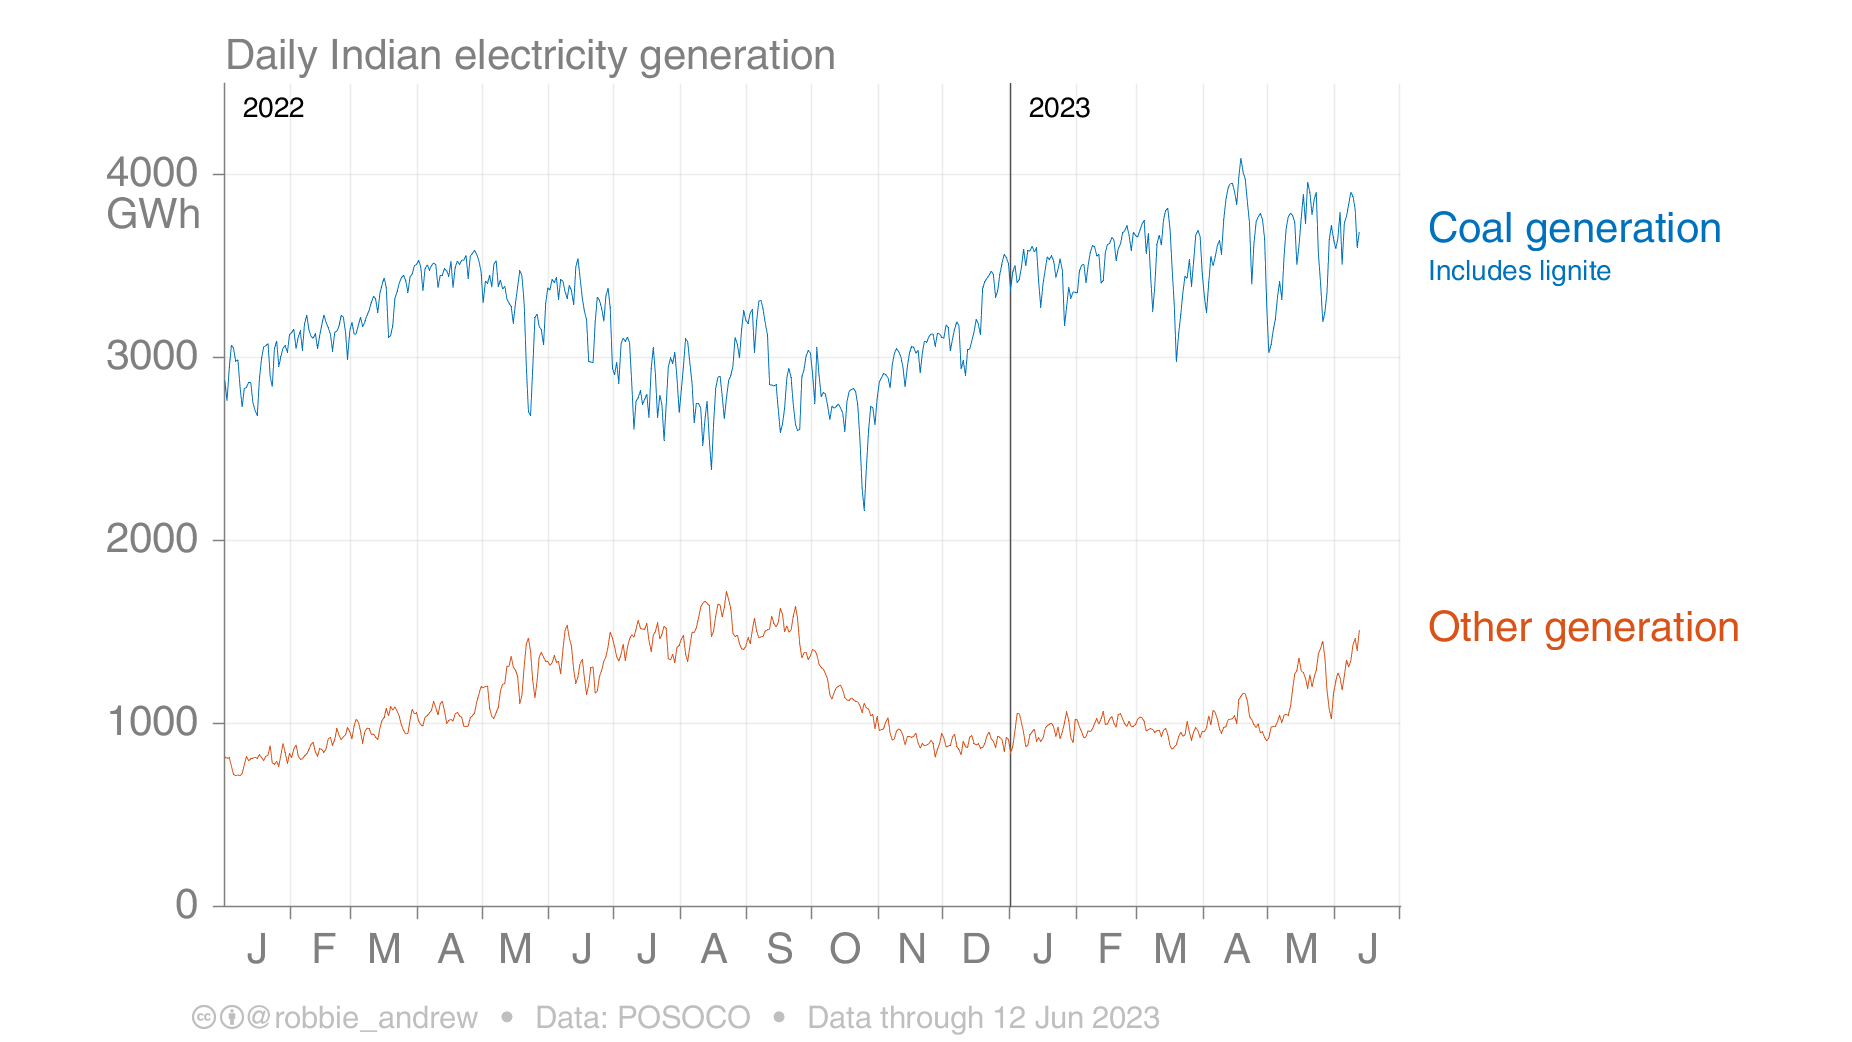 Daily Indian electricity generation
2022
2023
4000
GWh
3000
2000
1000
0
Coal generation
Includes lignite
Other generation
J F M A M J J A S O N D J F M A M J
cc @robbie_andrew • Data: POSOCO • Data through 12 Jun 2023